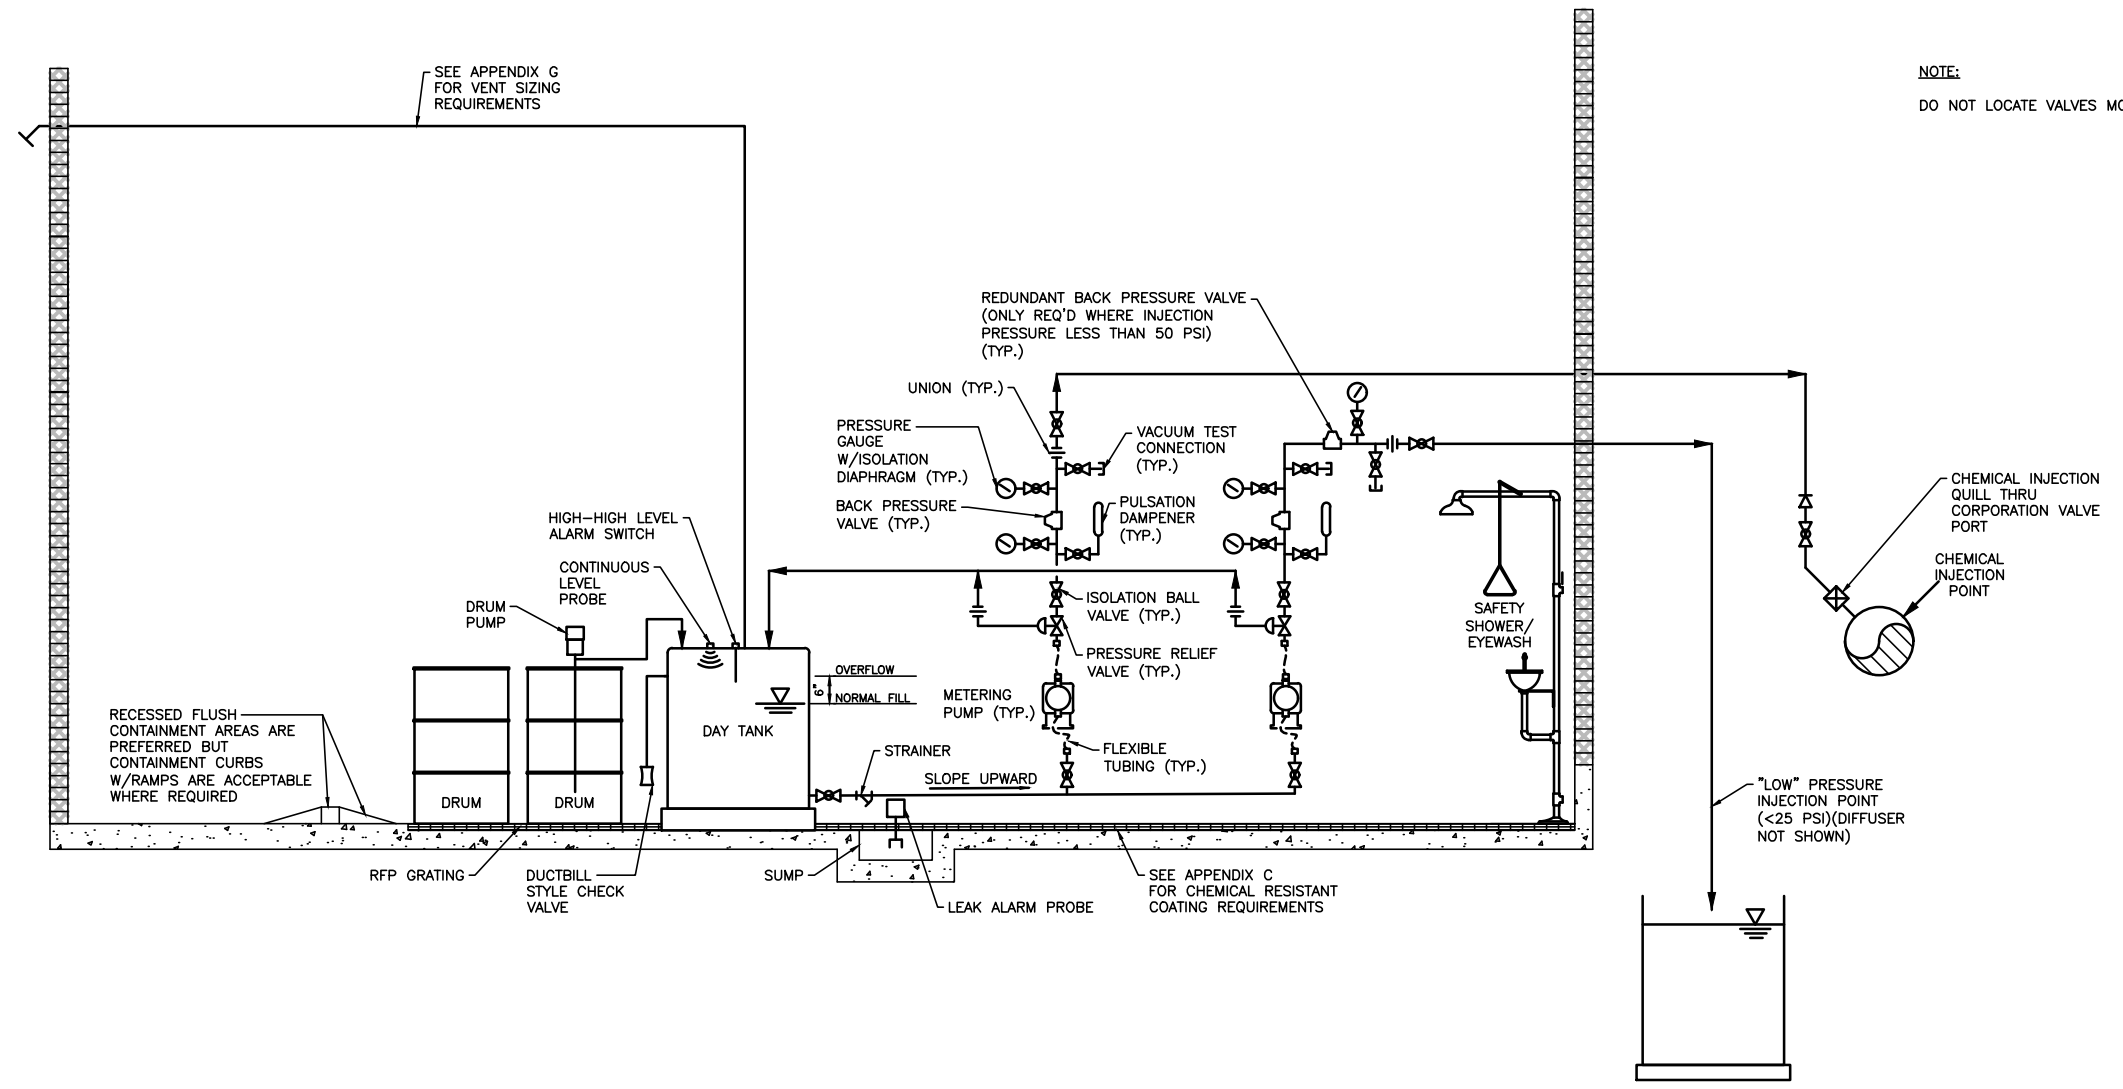 SEE APPENDIX G
FOR VENT SIZING
REQUIREMENTS
NOTE:
DO NOT LOCATE VALVES
REDUNDANT BACK PRESSURE VALVE
(ONLY REQ'D WHERE INJECTION
PRESSURE LESS THAN 50 PSI)
(TYP.)
UNION (TYP.)
PRESSURE
GAUGE
W/ISOLATION
DIAPHRAGM (TYP.)
VACUUM TEST
CONNECTION
(TYP.)
BACK PRESSURE
VALVE (TYP.)
PULSATION
DAMPENER
(TYP.)
CHEMICAL INJECTION
QUILL THRU
CORPORATION VALVE
PORT
CHEMICAL
INJECTION
POINT
HIGH-HIGH LEVEL
ALARM SWITCH
CONTINUOUS
LEVEL
PROBE
DRUM
PUMP
ISOLATION BALL
VALVE (TYP.)
SAFETY
SHOWER/
EYEWASH
PRESSURE RELIEF
VALVE (TYP.)
OVERFLOW
6"
NORMAL FILL
METERING
PUMP (TYP.)
RECESSED FLUSH
CONTAINMENT AREAS ARE
PREFERRED BUT
CONTAINMENT CURBS
W/RAMPS ARE ACCEPTABLE
WHERE REQUIRED
DAY TANK
STRAINER
FLEXIBLE
TUBING (TYP.)
SLOPE UPWARD
DRUM
DRUM
"LOW" PRESSURE
INJECTION POINT
(<25 PSI)(DIFFUSER
NOT SHOWN)
RFP GRATING
DUCTBILL
STYLE CHECK
VALVE
SUMP
LEAK ALARM PROBE
SEE APPENDIX C
FOR CHEMICAL RESISTANT
COATING REQUIREMENTS